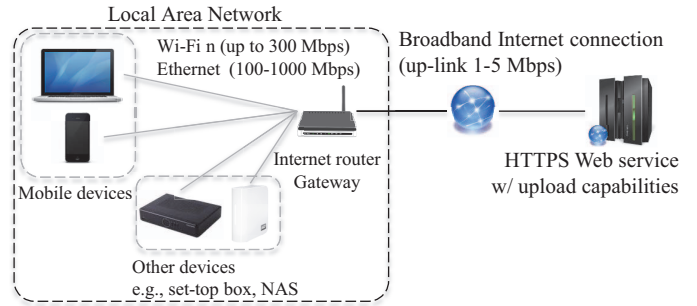 Local Area Network
Wi-Fi n (up to 300 Mbps)
Ethernet (100-1000 Mbps)
Broadband Internet connection
(up-link 1-5 Mbps)
Internet router
Gateway
HTTPS Web service
w/ upload capabilities
Mobile devices
Other devices
e.g., set-top box, NAS